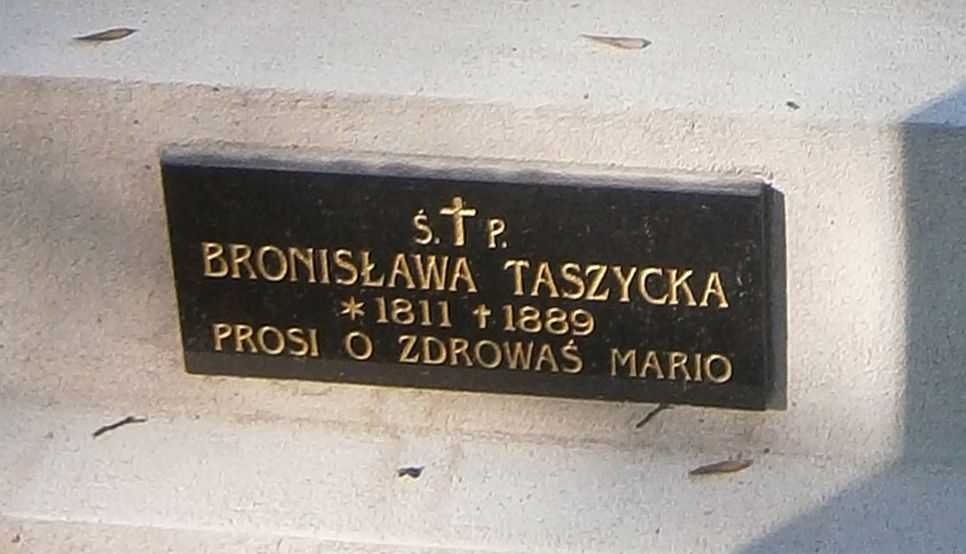 Ś. ✝ P.
BRONISŁAWA TASZYCKA
* 1811 ✝ 1889
PROSI O ZDROWAŚ MARIO